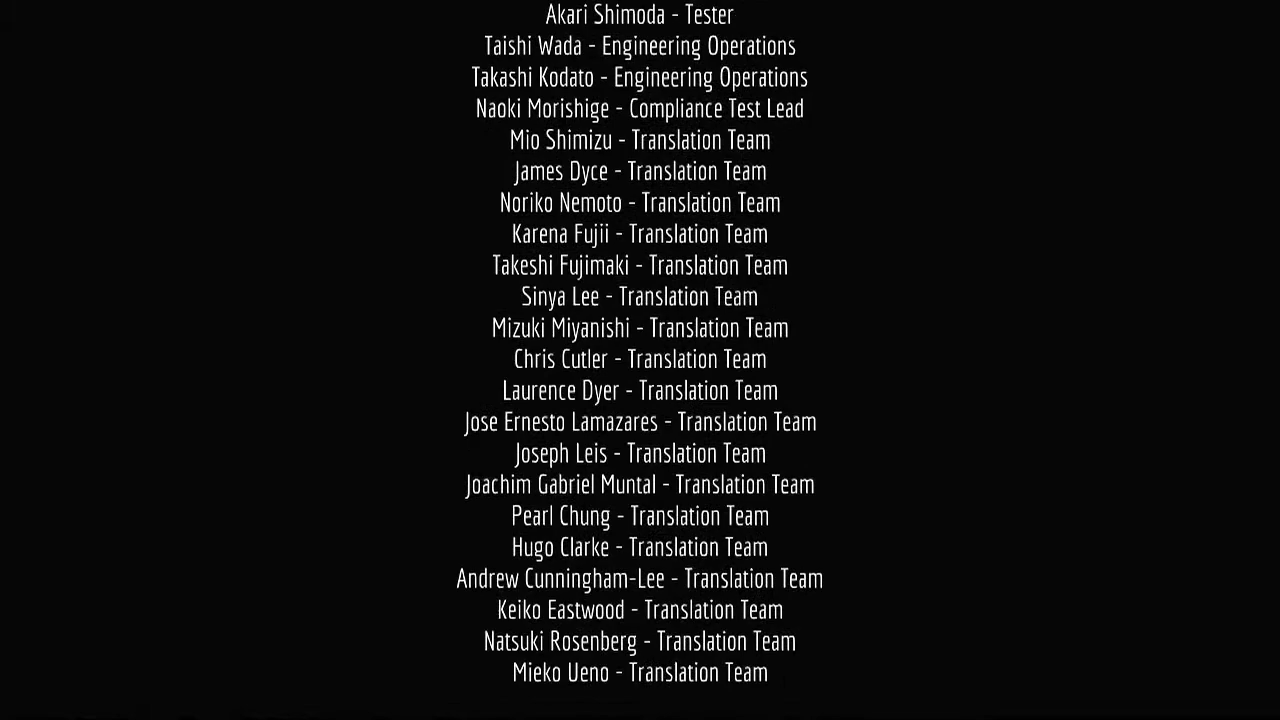 Akari Shimoda - Tester
Taishi Wada - Engineering Operations
Takashi Kodato - Engineering Operations
Naoki Morishige - Compliance Test Lead
Mio Shimizu - Translation Team
James Dyce - Translation Team
Noriko Nemoto - Translation Team
Karena Fujii - Translation Team
Takeshi Fujimaki - Translation Team
Sinya Lee - Translation Team
Mizuki Miyanishi - Translation Team
Chris Cutler - Translation Team
Laurence Dyer - Translation Team
Jose Ernesto Lamazares - Translation Team
Joseph Leis - Translation Team
Joachim Gabriel Muntal - Translation Team
Pearl Chung - Translation Team
Hugo Clarke - Translation Team
Andrew Cunningham-Lee - Translation Team
Keiko Eastwood - Translation Team
Natsuki Rosenberg - Translation Team
Mieko Ueno - Translation Team